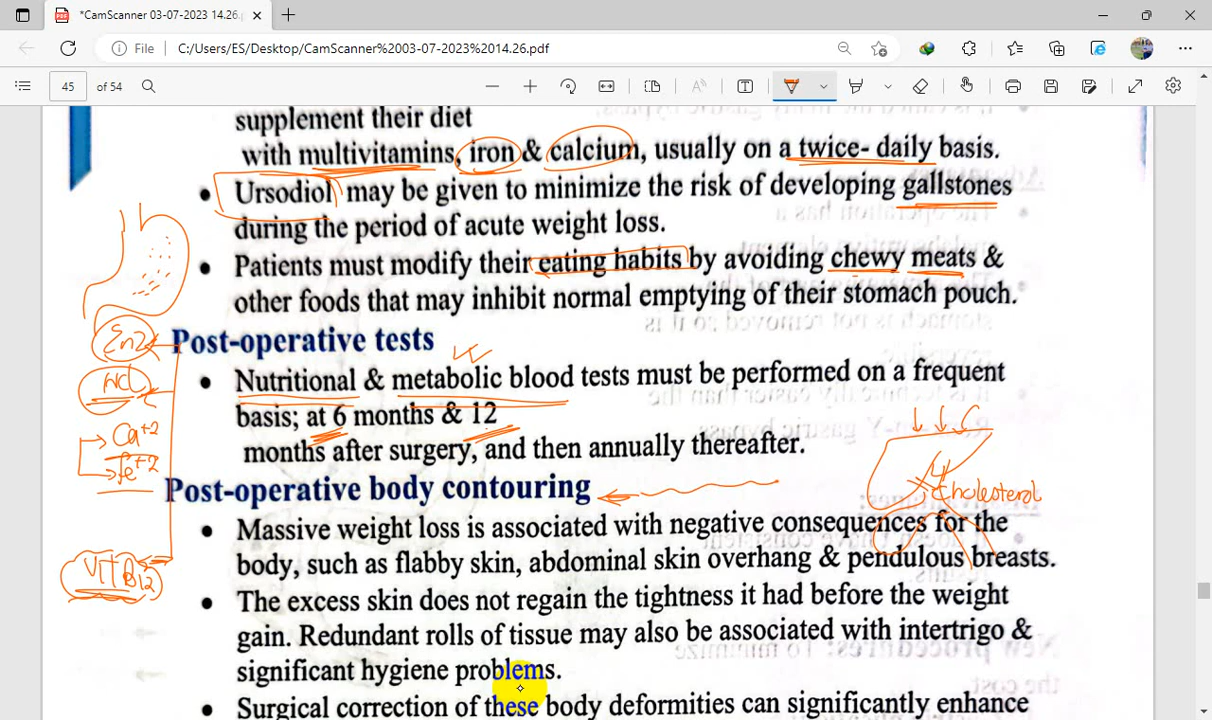 *CamScanner 03-07-2023 14.26.
File
C:/Users/ES/Desktop/CamScanner%2003-07-2023%2014.26.pdf
45 of 54
supplement their diet
with multivitamins, iron & calcium, usually on a twice- daily basis.
• Ursodiol may be given to minimize the risk of developing gallstones
during the period of acute weight loss.
• Patients must modify their eating habits by avoiding chewy meats &
other foods that may inhibit normal emptying of their stomach pouch.
Enz
Post-operative tests
• Nutritional & metabolic blood tests must be performed on a frequent
HCl
basis; at 6 months & 12
Ca+2
months after surgery, and then annually thereafter.
Fe+2
Post-operative body contouring
Cholesterol
• Massive weight loss is associated with negative consequences for the
body, such as flabby skin, abdominal skin overhang & pendulous breasts.
VIT B12
• The excess skin does not regain the tightness it had before the weight
gain. Redundant rolls of tissue may also be associated with intertrigo &
significant hygiene problems.
• Surgical correction of these body deformities can significantly enhance